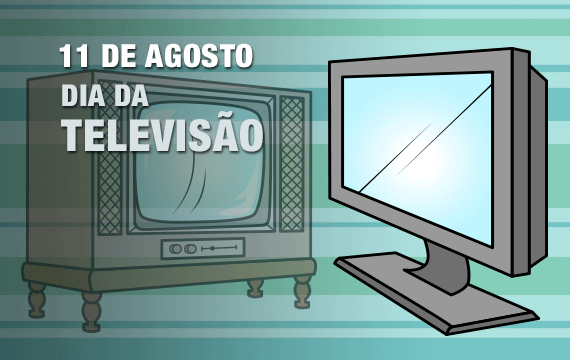 11 DE AGOSTO
DIA DA
TELEVISÃO